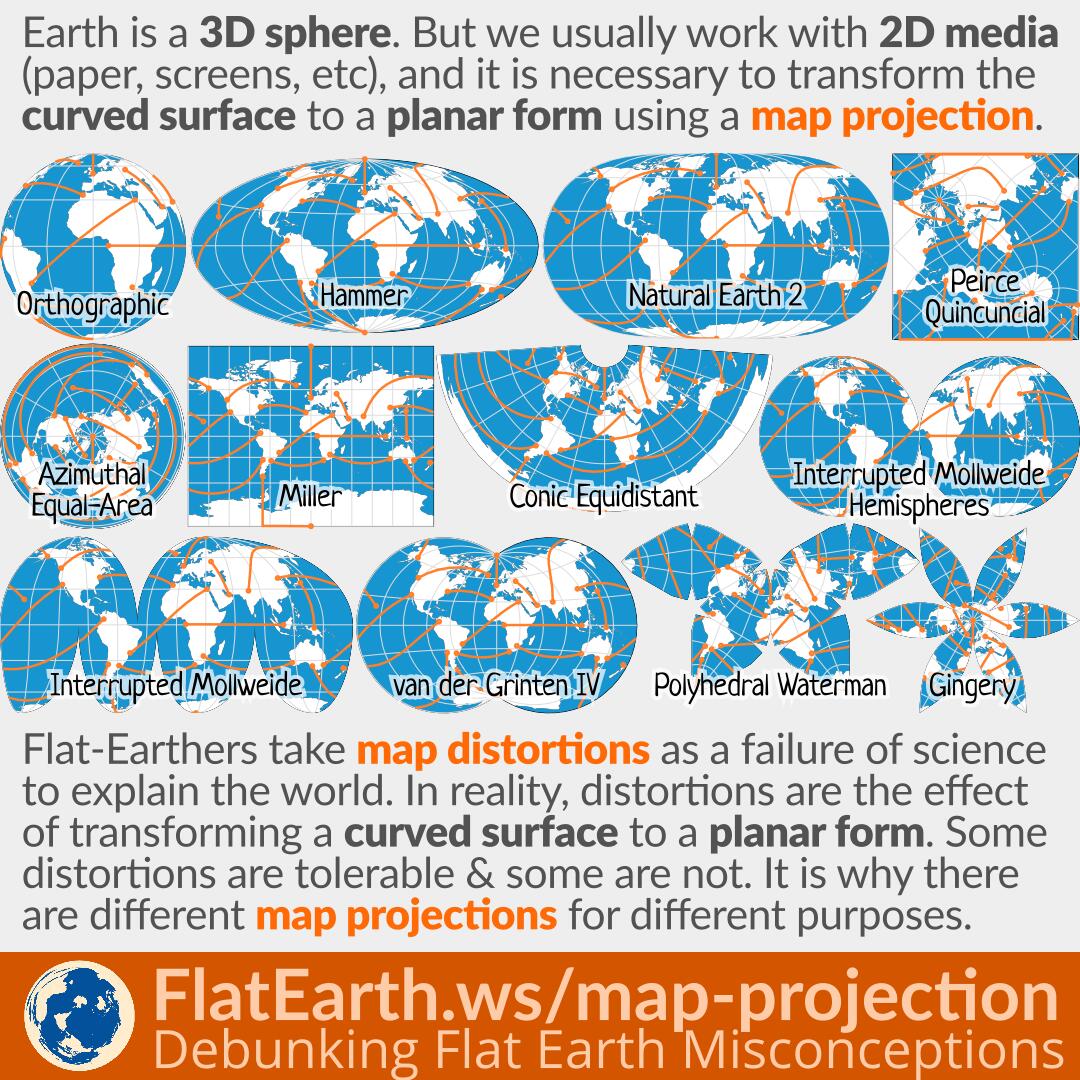 Earth is a 3D sphere. But we usually work with 2D media
(paper, screens, etc), and it is necessary to transform the
curved surface to a planar form using a map projection.
Orthographic
Hammer
Natural Earth 2
Peirce
Quincuncial
Azimuthal
Equal-Area
Miller
Conic Equidistant
Interrupted Mollweide
Hemispheres
Interrupted Mollweide
van der Grinten IV
Polyhedral Waterman
Gingery
Flat-Earthers take map distortions as a failure of science
to explain the world. In reality, distortions are the effect
of transforming a curved surface to a planar form. Some
distortions are tolerable & some are not. It is why there
are different map projections for different purposes.
FlatEarth.ws/map-projection
Debunking Flat Earth Misconceptions